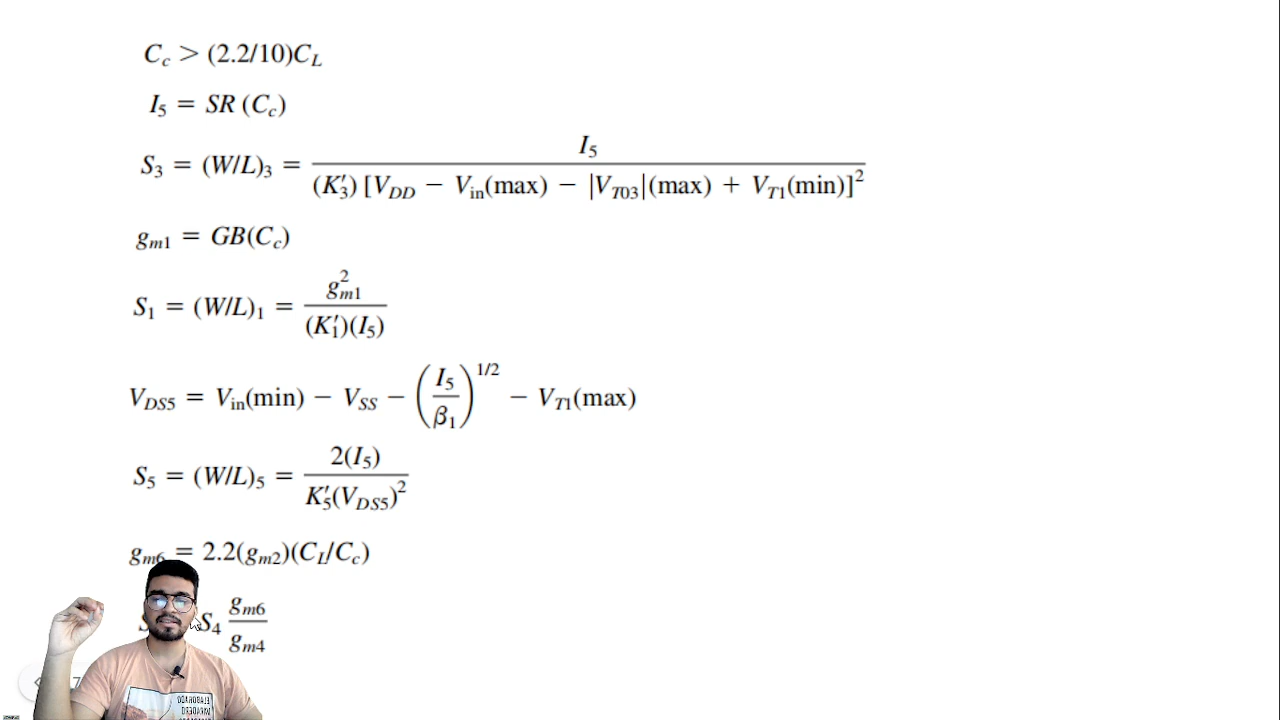 C_c > (2.2/10)C_L
I_5 = SR (C_c)
S_3 = (W/L)_3 = I_5 / (K'_3) [V_DD − V_in(max) − |V_T03|(max) + V_T1(min)]^2
g_m1 = GB(C_c)
S_1 = (W/L)_1 = g_m1^2 / (K'_1)(I_5)
V_DS5 = V_in(min) − V_SS − (I_5 / β_1)^1/2 − V_T1(max)
S_5 = (W/L)_5 = 2(I_5) / K'_5(V_DS5)^2
g_m6 = 2.2(g_m2)(C_L/C_c)
S_4 g_m6 / g_m4
7